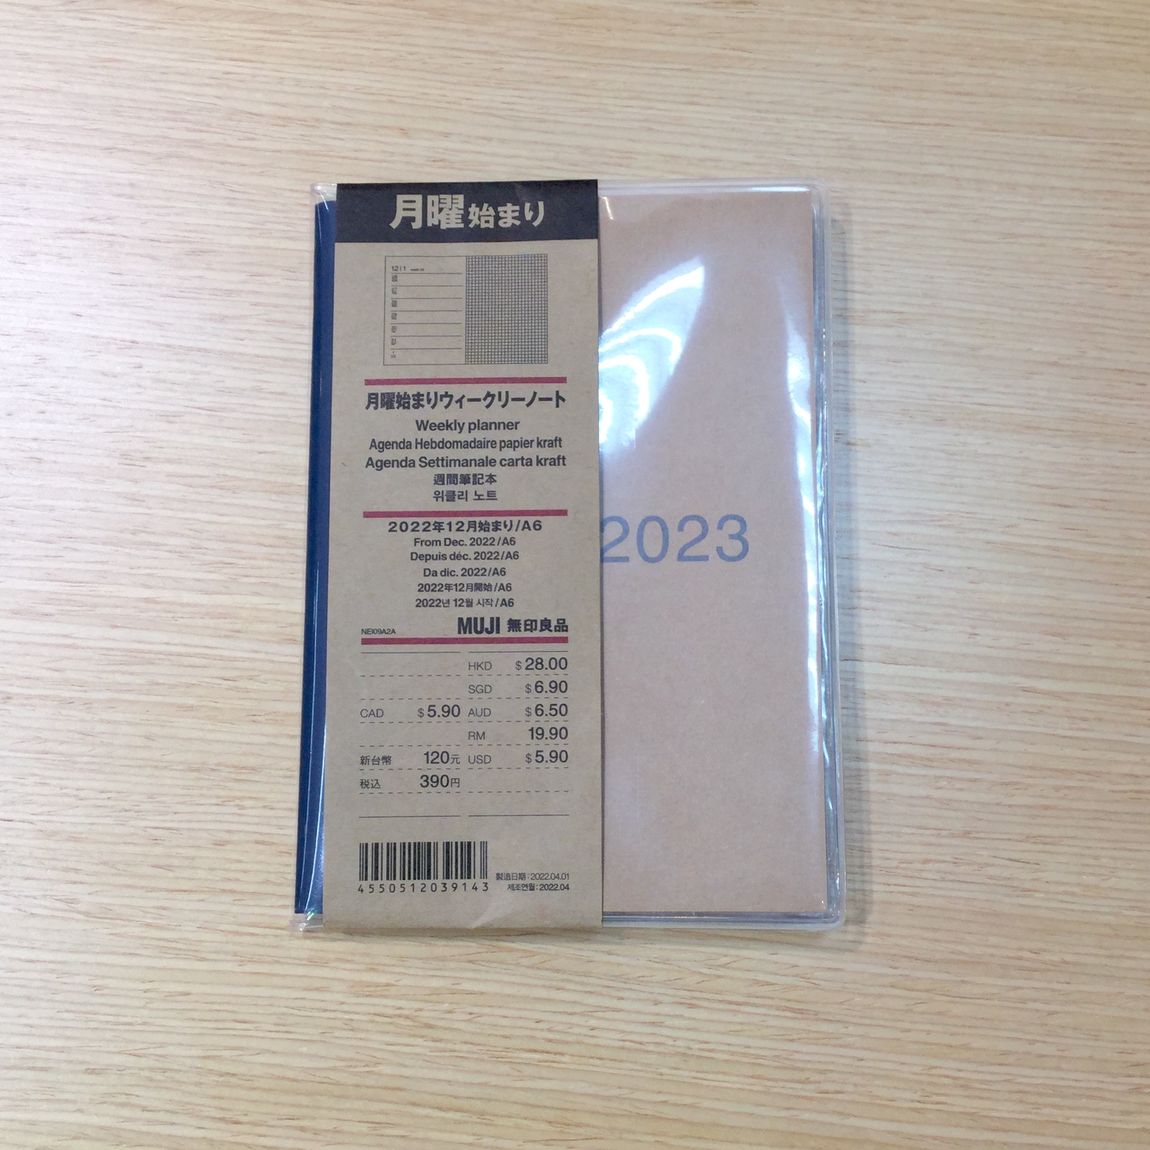 月曜始まり
12|1
月曜始まりウィークリーノート
Weekly planner
Agenda Hebdomadaire papier kraft
Agenda Settimanale carta kraft
週間筆記本
위클리 노트
2022年12月始まり/A6
From Dec. 2022/A6
Depuis déc. 2022/A6
Da dic. 2022/A6
2022年12月開始/A6
2022년 12월 시작/A6
NEI09A2A MUJI 無印良品
HKD $28.00
SGD $6.90
CAD $5.90 AUD $6.50
RM 19.90
新台幣 120元 USD $5.90
税込 390円
4550512039143
製造日期:2022.04.01
제조연월:2022.04
2023